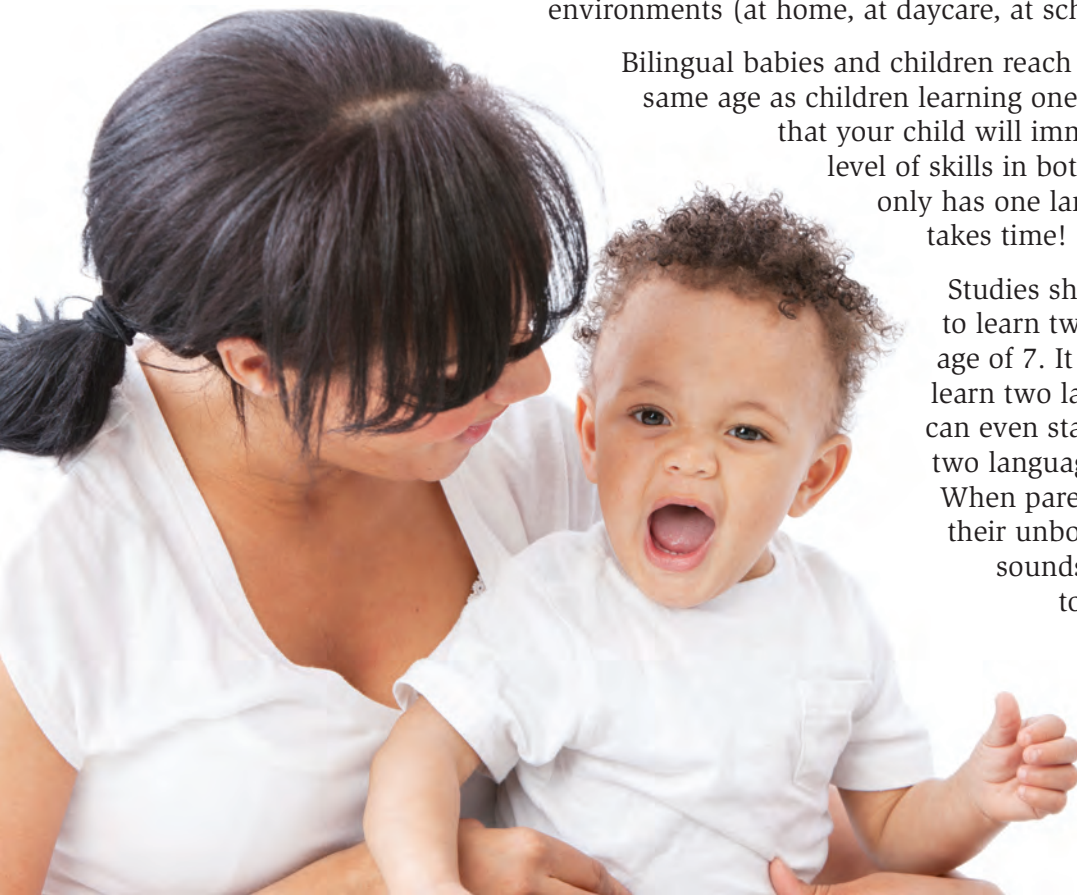 environments (at home, at daycare, at sch
Bilingual babies and children reach
same age as children learning one
that your child will imm
level of skills in bot
only has one lan
takes time!
Studies sh
to learn tw
age of 7. It
learn two la
can even sta
two languag
When pare
their unbo
sounds
to